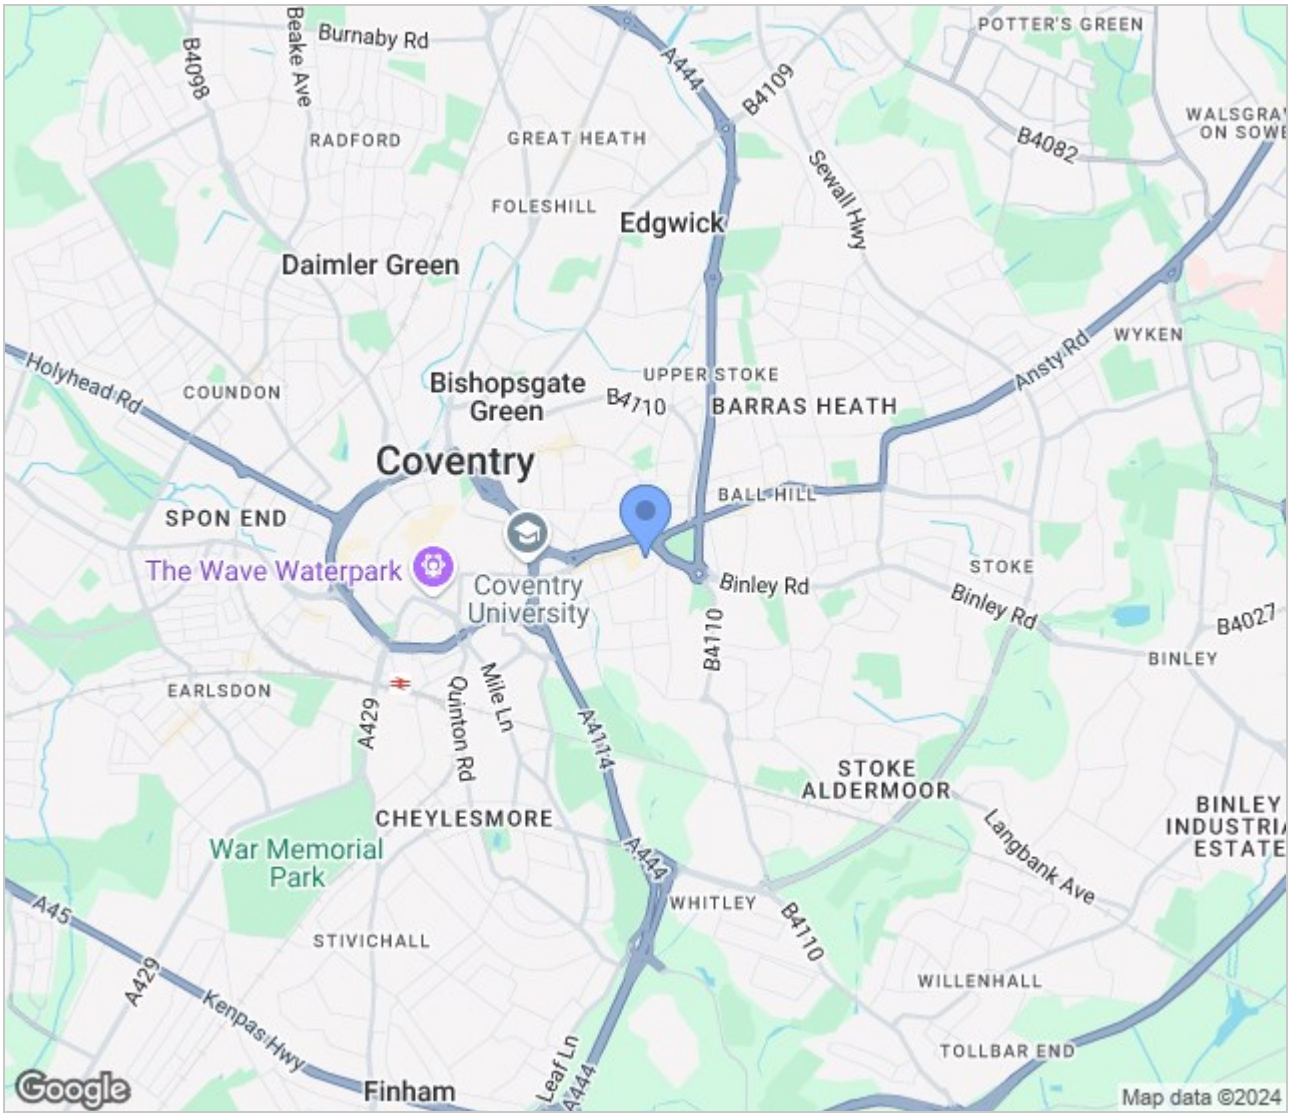 POTTER'S GREEN
Burnaby Rd
Beake Ave
B4098
A444
B4109
WALSGRAV
ON SOWE
RADFORD
GREAT HEATH
B4082
Sewall Hwy
FOLESHILL
Edgwick
Daimler Green
WYKEN
Ansty Rd
Holyhead Rd
COUNDON
UPPER STOKE
Bishopsgate
Green
B4110
BARRAS HEATH
Coventry
BALL HILL
SPON END
The Wave Waterpark
Coventry
University
STOKE
Binley Rd
Binley Rd
B4027
B4110
BINLEY
EARLSDON
Mile Ln
Quinton Rd
A429
A4114
STOKE
ALDERMOOR
CHEYLESMORE
BINLEY
INDUSTRIA
ESTATE
Langbank Ave
War Memorial
Park
A444
A45
WHITLEY
B4110
STIVICHALL
A429
WILLENHALL
Kenpas Hwy
TOLLBAR END
Leaf Ln
A444
Finham
Google
Map data ©2024